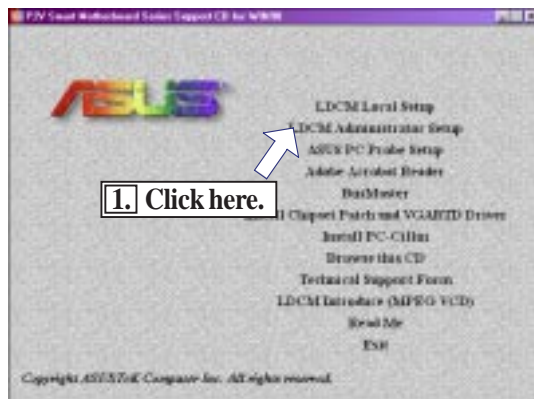 P2V Smart Motherboard Series Support CD for WIN98
ASUS
LDCM Local Setup
LDCM Administrator Setup
ASUS PC Probe Setup
Adobe Acrobat Reader
BusMaster
1. Click here.
Chipset Patch and VGARTD Driver
Install PC-Cillin
Browse this CD
Technical Support Form
LDCM Introduce (MPEG VCD)
Read Me
Exit
Copyright ASUSTeK Computer Inc. All rights reserved.